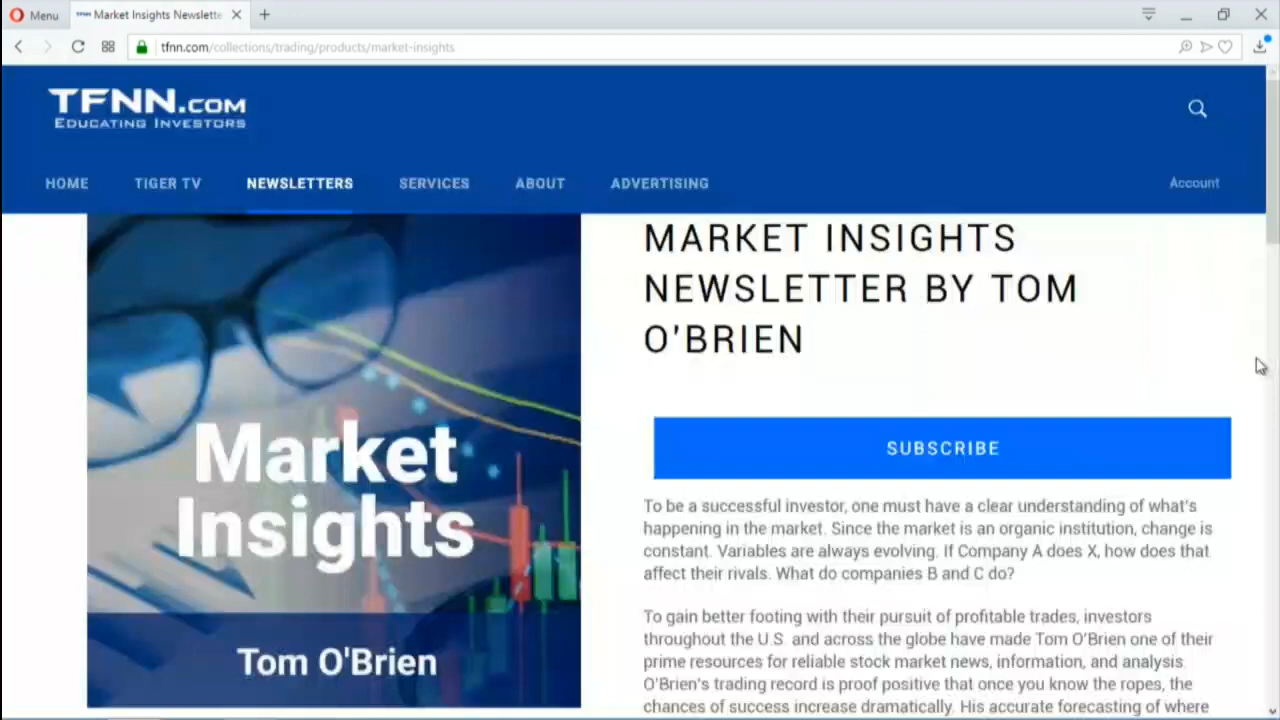 Menu
Market Insights Newslette
tfnn.com/collections/trading/products/market-insights
TFNN.COM
EDUCATING INVESTORS
HOME TIGER TV NEWSLETTERS SERVICES ABOUT ADVERTISING Account
Market
Insights
Tom O'Brien
MARKET INSIGHTS
NEWSLETTER BY TOM
O'BRIEN
SUBSCRIBE
To be a successful investor, one must have a clear understanding of what's
happening in the market. Since the market is an organic institution, change is
constant. Variables are always evolving. If Company A does X, how does that
affect their rivals. What do companies B and C do?
To gain better footing with their pursuit of profitable trades, investors
throughout the U.S. and across the globe have made Tom O'Brien one of their
prime resources for reliable stock market news, information, and analysis.
O'Brien's trading record is proof positive that once you know the ropes, the
chances of success increase dramatically. His accurate forecasting of where